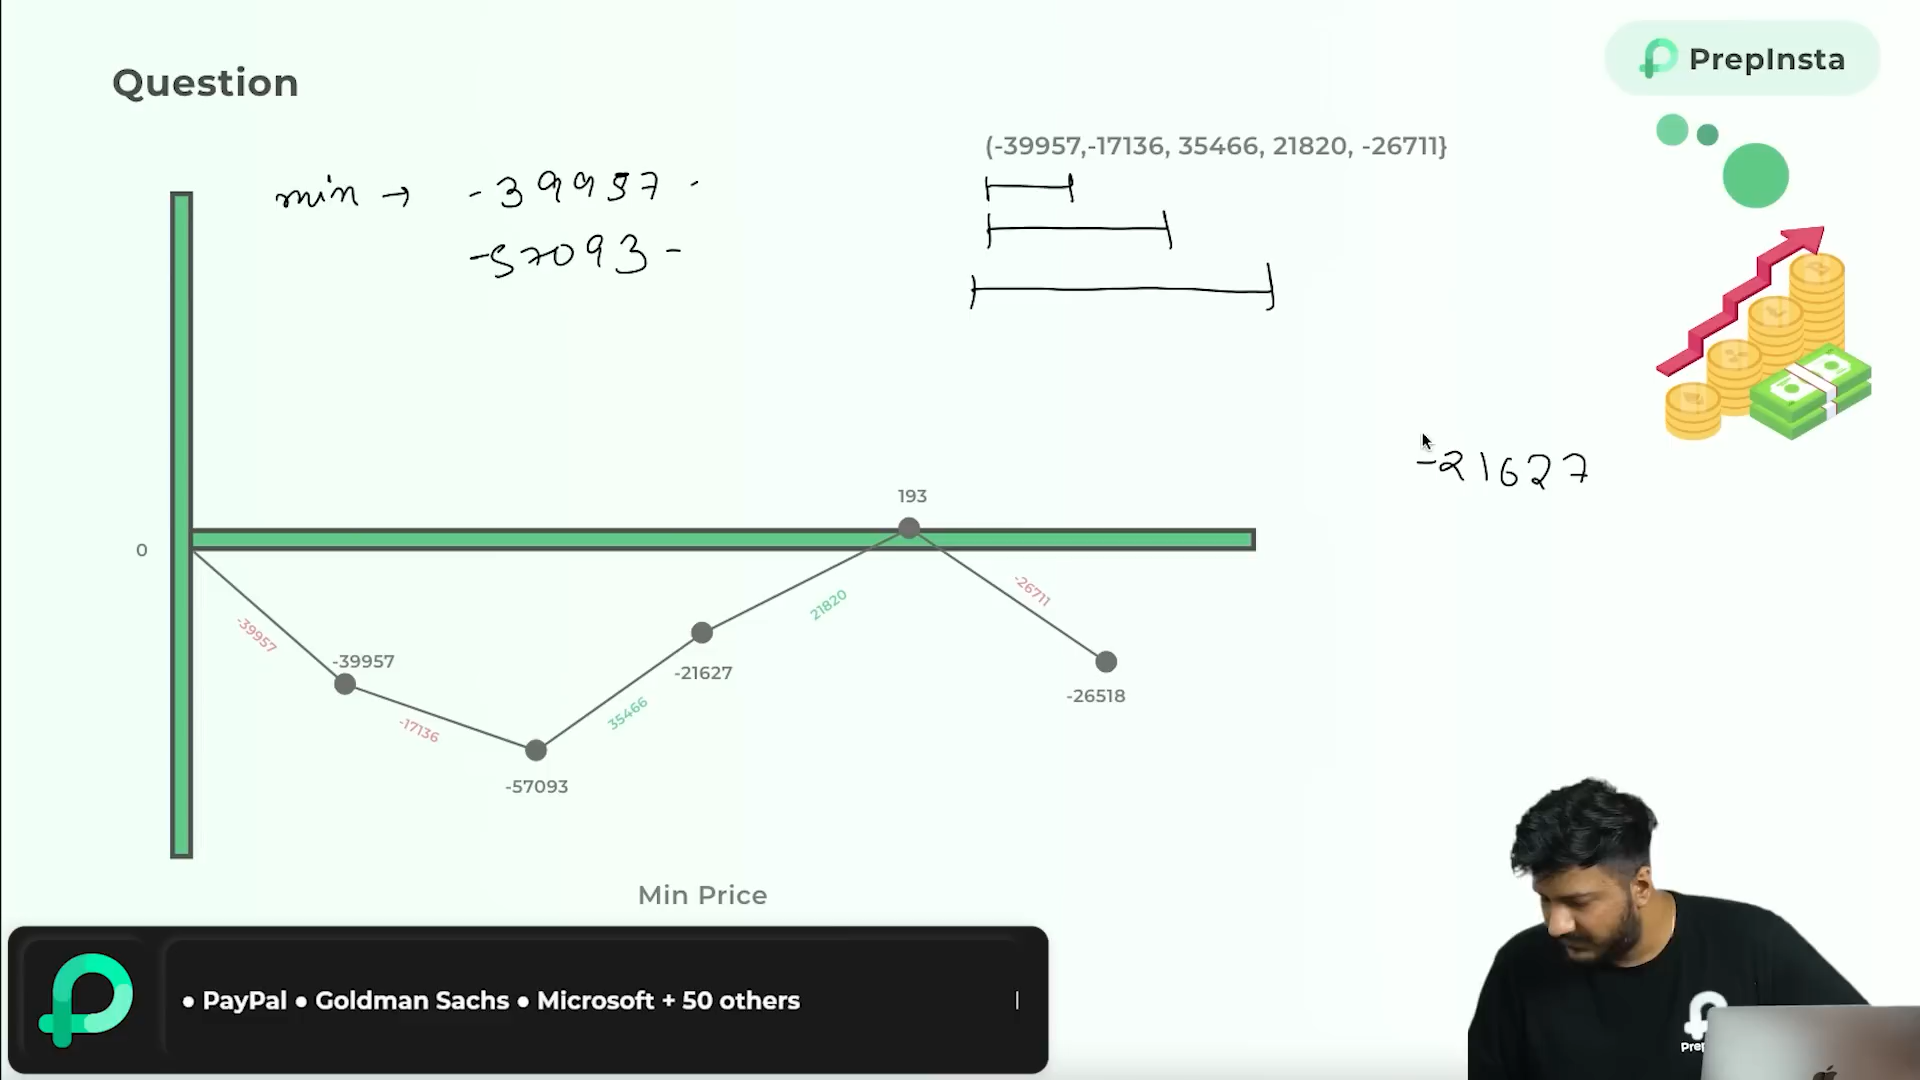 Question
PrepInsta
(-39957,-17136, 35466, 21820, -26711}
min → -39957 -
-57093 -
-21627
193
0
-39957
-39957
-17136
-57093
35466
-21627
21820
-26711
-26518
Min Price
• PayPal • Goldman Sachs • Microsoft + 50 others
Prep